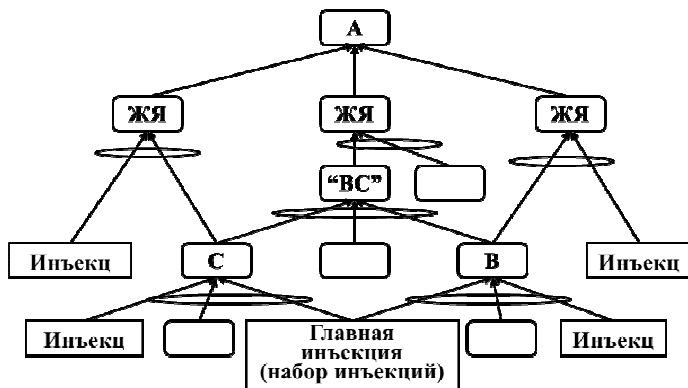 А
ЖЯ ЖЯ ЖЯ
“ВС”
Инъекц С В Инъекц
Инъекц Главная Инъекц
инъекция
(набор инъекций)